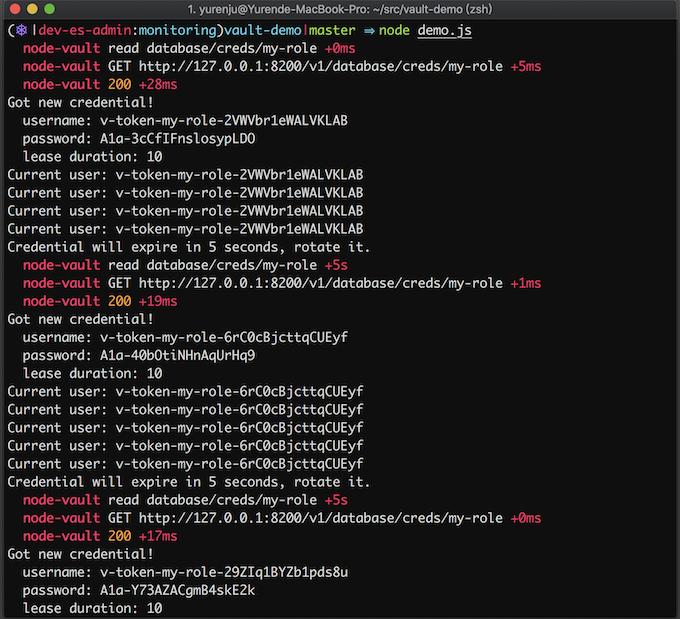 1. yurenju@Yurende-MacBook-Pro: ~/src/vault-demo (zsh)
(⎈ |dev-es-admin:monitoring)vault-demo|master ⇒ node demo.js
node-vault read database/creds/my-role +0ms
node-vault GET http://127.0.0.1:8200/v1/database/creds/my-role +5ms
node-vault 200 +28ms
Got new credential!
username: v-token-my-role-2VWVbr1eWALVKLAB
password: A1a-3cCfIFnslosypLDO
lease duration: 10
Current user: v-token-my-role-2VWVbr1eWALVKLAB
Current user: v-token-my-role-2VWVbr1eWALVKLAB
Current user: v-token-my-role-2VWVbr1eWALVKLAB
Current user: v-token-my-role-2VWVbr1eWALVKLAB
Credential will expire in 5 seconds, rotate it.
node-vault read database/creds/my-role +5s
node-vault GET http://127.0.0.1:8200/v1/database/creds/my-role +1ms
node-vault 200 +19ms
Got new credential!
username: v-token-my-role-6rC0cBjcttqCUEyf
password: A1a-40bOtiNHnAqUrHq9
lease duration: 10
Current user: v-token-my-role-6rC0cBjcttqCUEyf
Current user: v-token-my-role-6rC0cBjcttqCUEyf
Current user: v-token-my-role-6rC0cBjcttqCUEyf
Current user: v-token-my-role-6rC0cBjcttqCUEyf
Current user: v-token-my-role-6rC0cBjcttqCUEyf
Credential will expire in 5 seconds, rotate it.
node-vault read database/creds/my-role +5s
node-vault GET http://127.0.0.1:8200/v1/database/creds/my-role +0ms
node-vault 200 +17ms
Got new credential!
username: v-token-my-role-29ZIq1BYZb1pds8u
password: A1a-Y73AZACgmB4skE2k
lease duration: 10